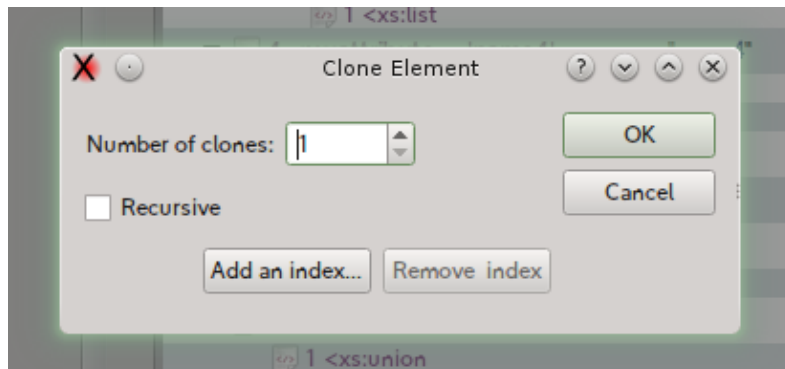 1 <xs:list
Clone Element
Number of clones: 1
OK
Cancel
Recursive
Add an index... Remove index
1 <xs:union